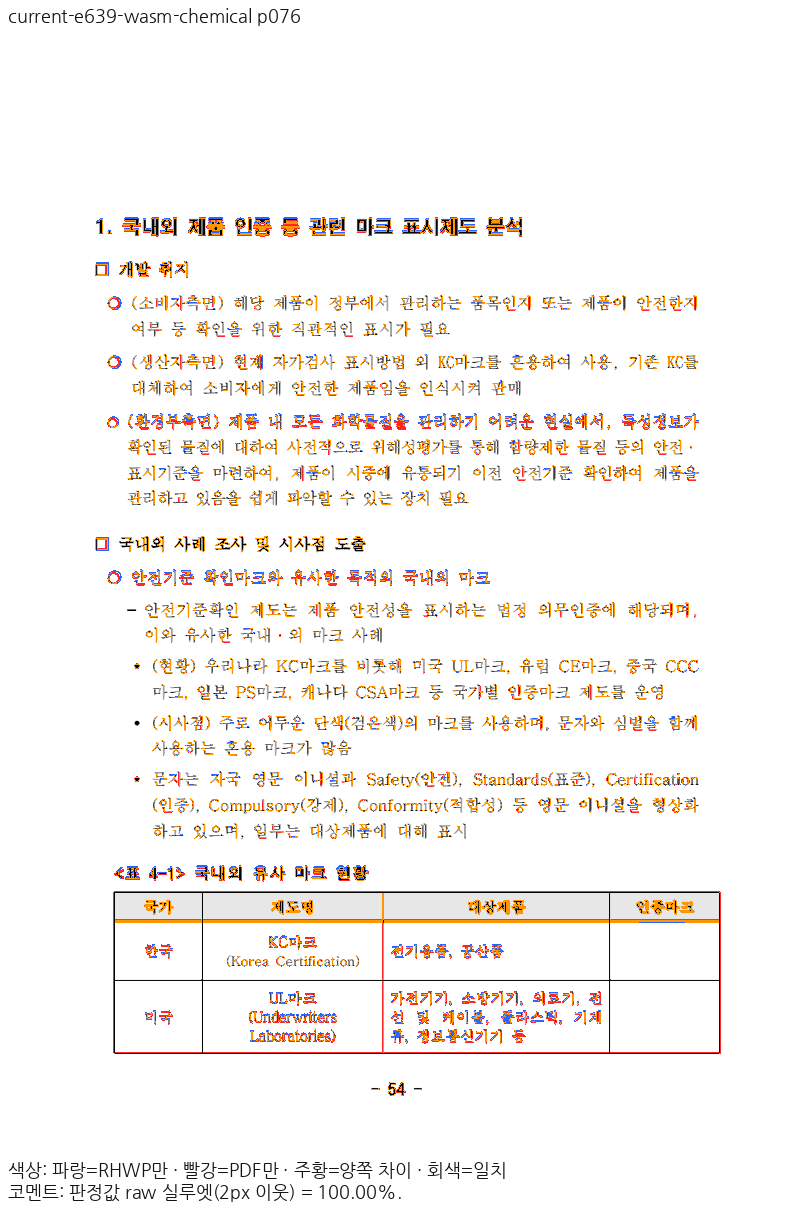 current-e639-wasm-chemical p076
1. 국내외 제품 인증 등 관련 마크 표시제도 분석
□ 개발 취지
○ (소비자측면) 해당 제품이 정부에서 관리하는 품목인지 또는 제품이 안전한지
여부 등 확인을 위한 직관적인 표시가 필요
○ (생산자측면) 현재 자가검사 표시방법 외 KC마크를 혼용하여 사용, 기존 KC를
대체하여 소비자에게 안전한 제품임을 인식시켜 판매
○ (환경부측면) 제품 내 모든 화학물질을 관리하기 어려운 현실에서, 독성정보가
확인된 물질에 대하여 사전적으로 위해성평가를 통해 함량제한 물질 등의 안전·
표시기준을 마련하여, 제품이 시중에 유통되기 이전 안전기준 확인하여 제품을
관리하고 있음을 쉽게 파악할 수 있는 장치 필요
□ 국내외 사례 조사 및 시사점 도출
○ 안전기준 확인마크와 유사한 목적의 국내외 마크
- 안전기준확인 제도는 제품 안전성을 표시하는 법정 의무인증에 해당되며,
이와 유사한 국내·외 마크 사례
• (현황) 우리나라 KC마크를 비롯해 미국 UL마크, 유럽 CE마크, 중국 CCC
마크, 일본 PS마크, 캐나다 CSA마크 등 국가별 인증마크 제도를 운영
• (시사점) 주로 어두운 단색(검은색)의 마크를 사용하며, 문자와 심벌을 함께
사용하는 혼용 마크가 많음
• 문자는 자국 영문 이니셜과 Safety(안전), Standards(표준), Certification
(인증), Compulsory(강제), Conformity(적합성) 등 영문 이니셜을 형상화
하고 있으며, 일부는 대상제품에 대해 표시
<표 4-1> 국내외 유사 마크 현황
국가 제도명 대상제품 인증마크
한국 KC마크 (Korea Certification) 전기용품, 공산품
미국 UL마크 (Underwriters Laboratories) 가전기기, 소방기기, 의료기, 전
선 및 케이블, 플라스틱, 기체
류, 정보통신기기 등
- 54 -
색상: 파랑=RHWP만 · 빨강=PDF만 · 주황=양쪽 차이 · 회색=일치
코멘트: 판정값 raw 실루엣(2px 이웃) = 100.00%.